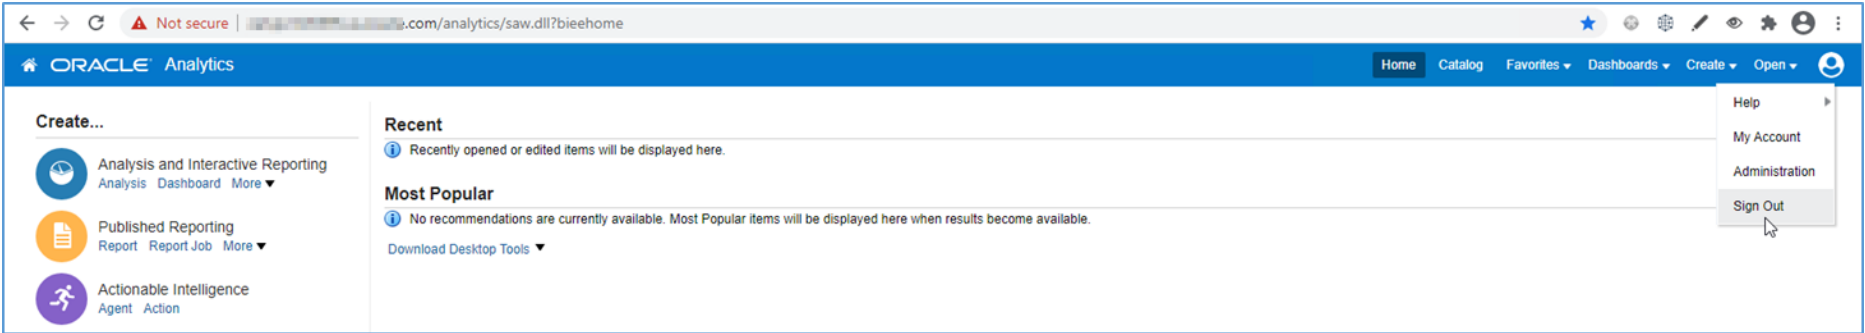 Not secure
.com/analytics/saw.dll?bieehome
ORACLE Analytics
Home Catalog Favorites Dashboards Create Open
Help
My Account
Administration
Sign Out
Create...
Analysis and Interactive Reporting
Analysis Dashboard More
Published Reporting
Report Report Job More
Actionable Intelligence
Agent Action
Recent
Recently opened or edited items will be displayed here.
Most Popular
No recommendations are currently available. Most Popular items will be displayed here when results become available.
Download Desktop Tools